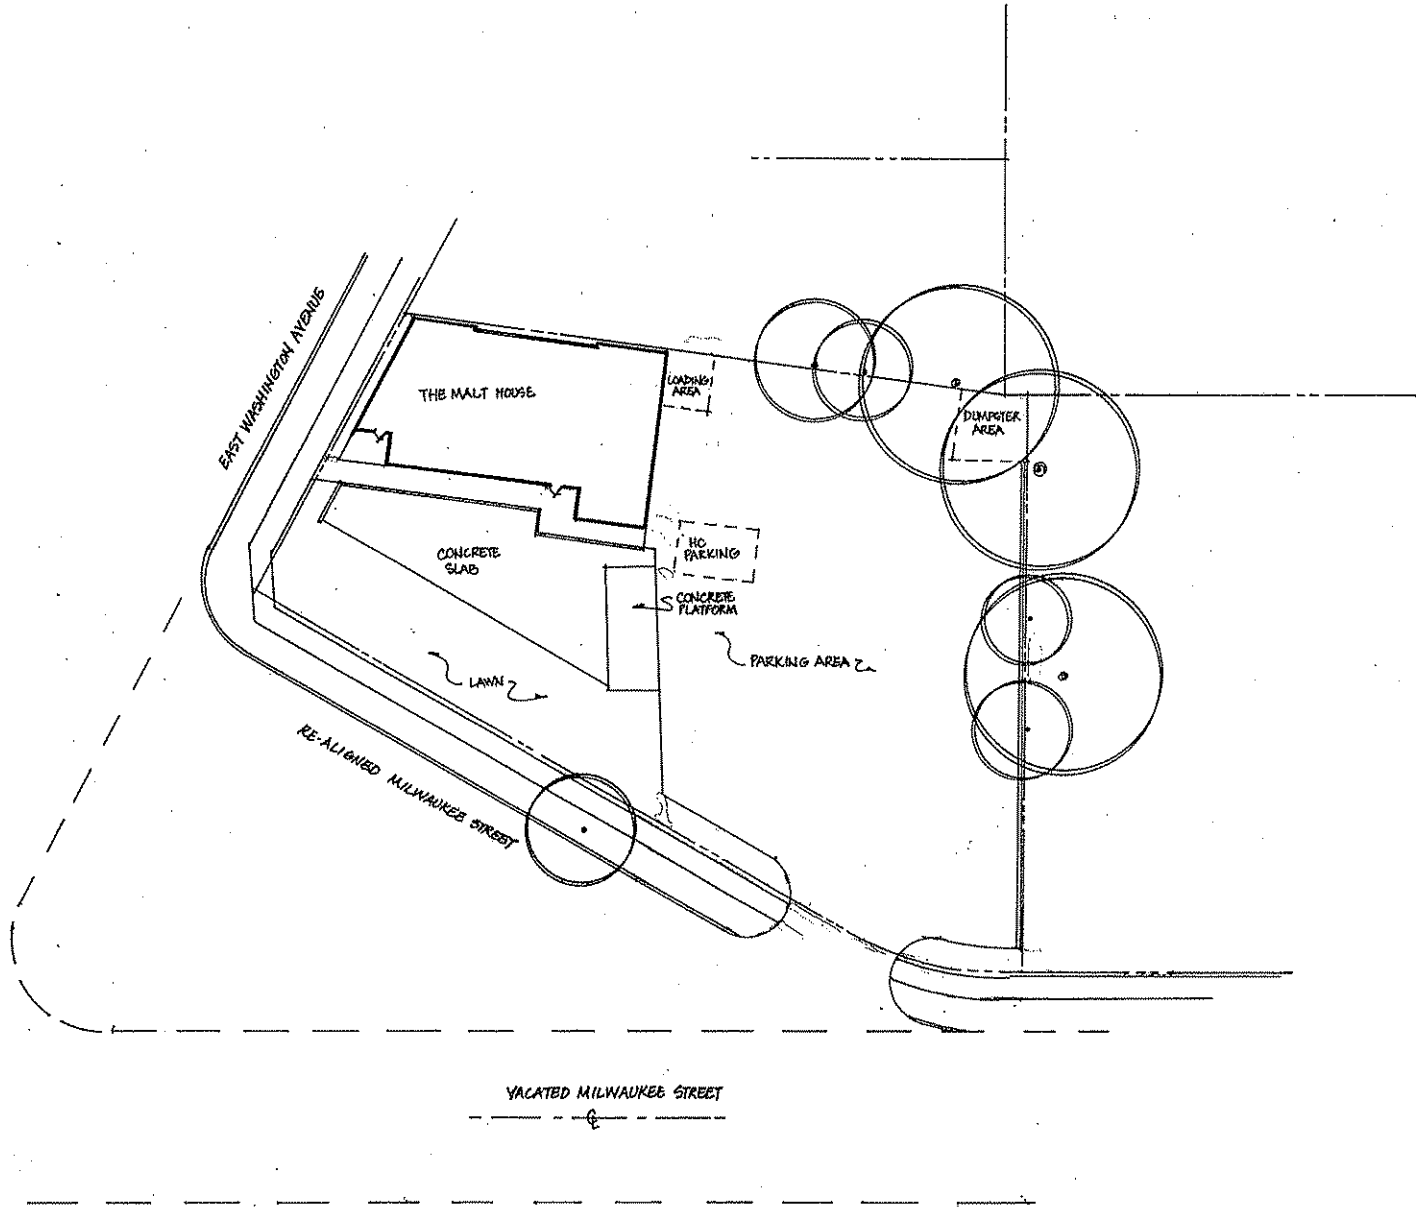 EAST WASHINGTON AVENUE
THE MALT HOUSE
LOADING
AREA
DUMPSTER
AREA
CONCRETE
SLAB
HC
PARKING
CONCRETE
PLATFORM
PARKING AREA
LAWN
RE-ALIGNED MILWAUKEE STREET
VACATED MILWAUKEE STREET